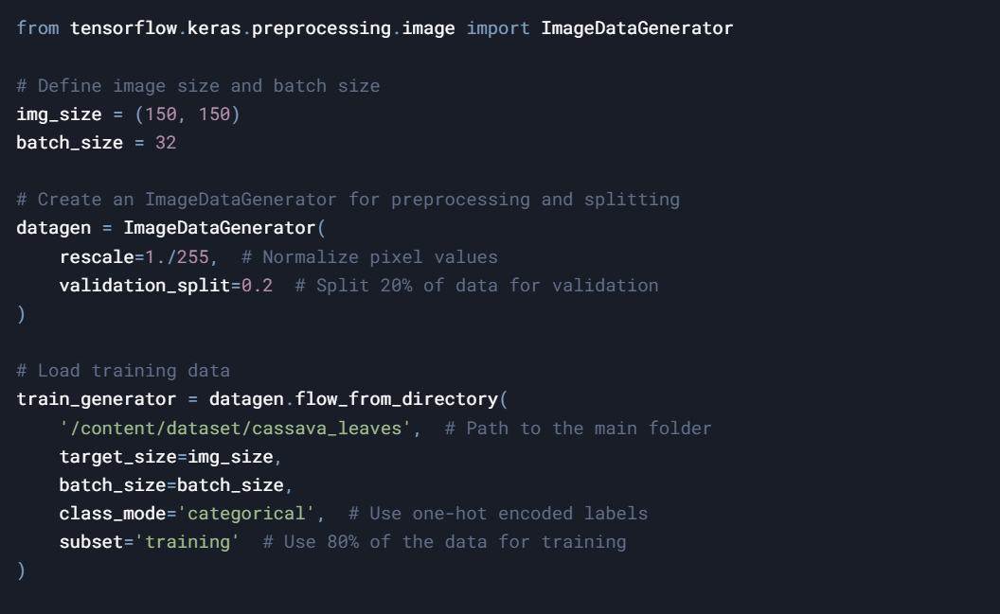 from tensorflow.keras.preprocessing.image import ImageDataGenerator

# Define image size and batch size
img_size = (150, 150)
batch_size = 32

# Create an ImageDataGenerator for preprocessing and splitting
datagen = ImageDataGenerator(
    rescale=1./255,  # Normalize pixel values
    validation_split=0.2  # Split 20% of data for validation
)

# Load training data
train_generator = datagen.flow_from_directory(
    '/content/dataset/cassava_leaves',  # Path to the main folder
    target_size=img_size,
    batch_size=batch_size,
    class_mode='categorical',  # Use one-hot encoded labels
    subset='training'  # Use 80% of the data for training
)